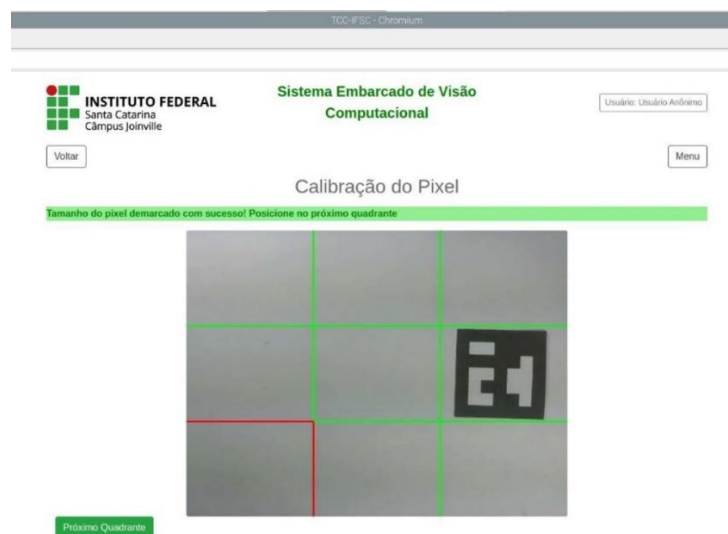 TCC-IFSC - Chromium
INSTITUTO FEDERAL
Santa Catarina
Câmpus Joinville
Sistema Embarcado de Visão
Computacional
Usuário: Usuário Anônimo
Voltar
Menu
Calibração do Pixel
Tamanho do pixel demarcado com sucesso! Posicione no próximo quadrante
Próximo Quadrante